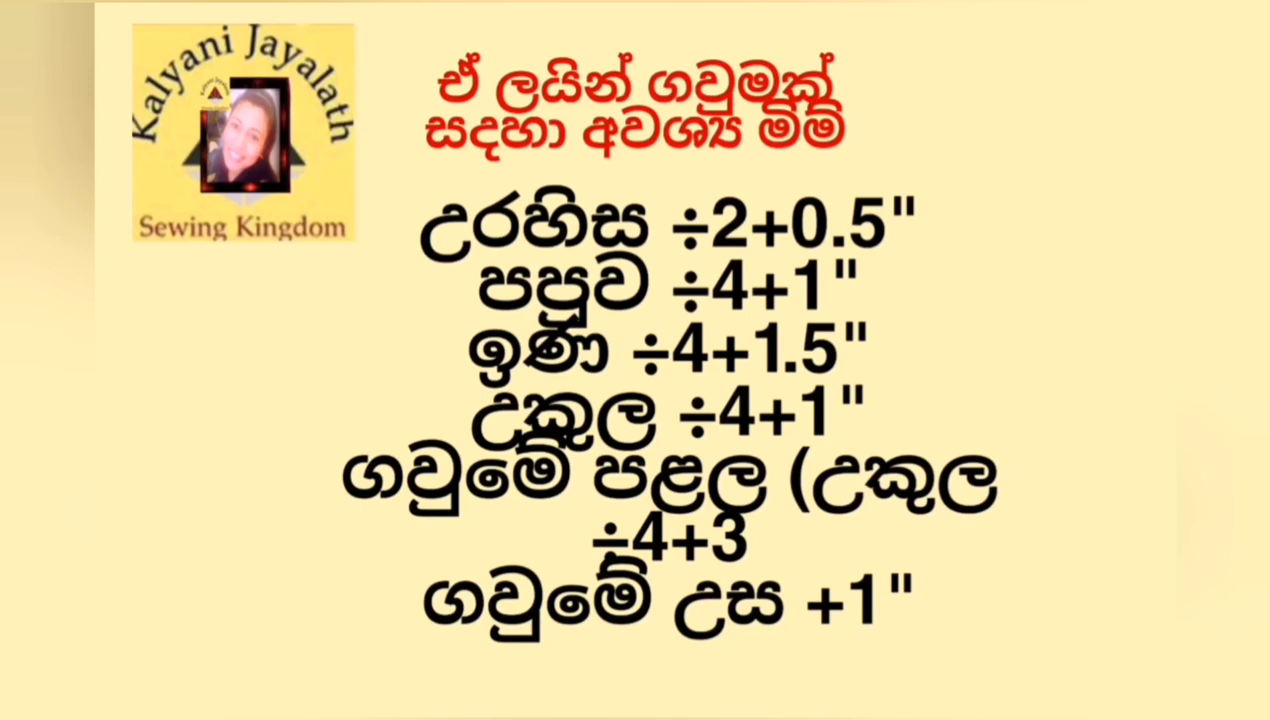 Kalyani Jayalath
Sewing Kingdom
ඒ ලයින් ගවුමක්
සදහා අවශ්‍ය මිම්
උරහිස ÷2+0.5"
පපුව ÷4+1"
ඉණ ÷4+1.5"
උකුල ÷4+1"
ගවුමේ පළල (උකුල
÷4+3
ගවුමේ උස +1"